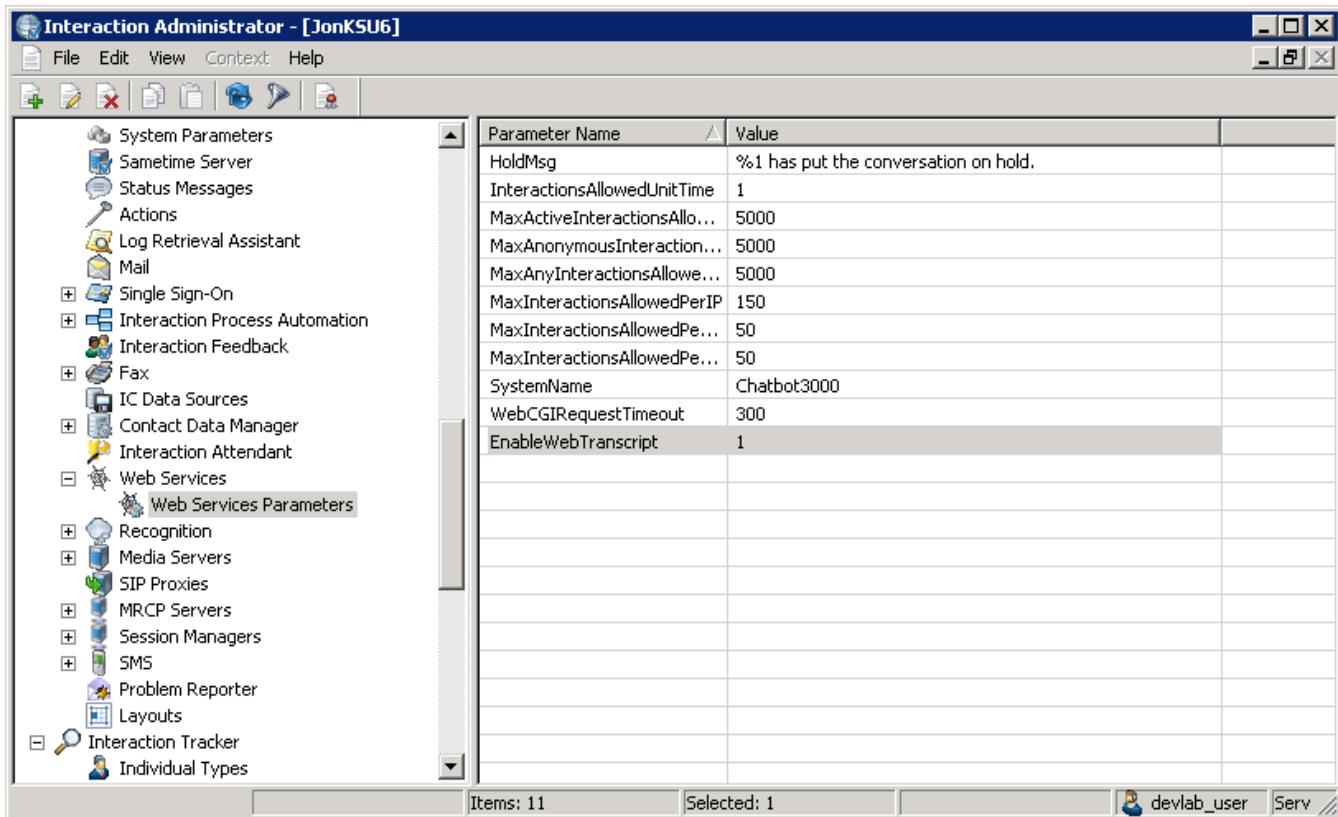 Interaction Administrator - [JonKSU6]
File Edit View Context Help
System Parameters
Sametime Server
Status Messages
Actions
Log Retrieval Assistant
Mail
Single Sign-On
Interaction Process Automation
Interaction Feedback
Fax
IC Data Sources
Contact Data Manager
Interaction Attendant
Web Services
Web Services Parameters
Recognition
Media Servers
SIP Proxies
MRCP Servers
Session Managers
SMS
Problem Reporter
Layouts
Interaction Tracker
Individual Types
Parameter Name Value
HoldMsg %1 has put the conversation on hold.
InteractionsAllowedUnitTime 1
MaxActiveInteractionsAllo... 5000
MaxAnonymousInteraction... 5000
MaxAnyInteractionsAllowe... 5000
MaxInteractionsAllowedPerIP 150
MaxInteractionsAllowedPe... 50
MaxInteractionsAllowedPe... 50
SystemName Chatbot3000
WebCGIRequestTimeout 300
EnableWebTranscript 1
Items: 11 Selected: 1 devlab_user Serv